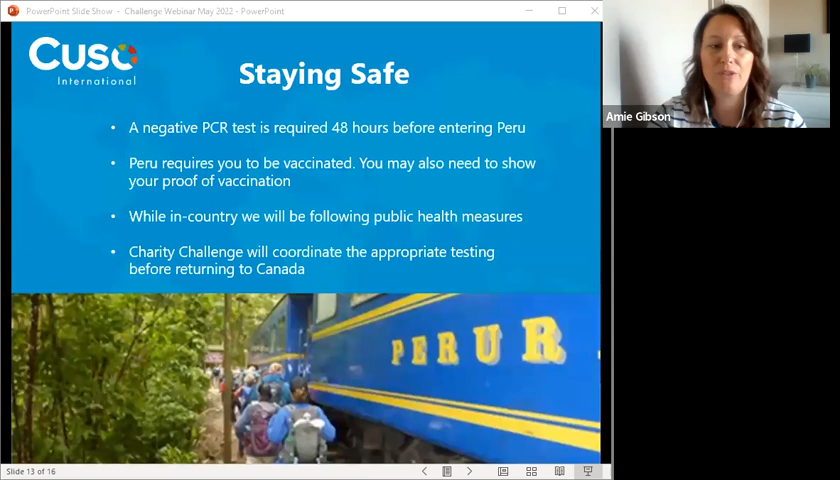 PowerPoint Slide Show - Challenge Webinar May 2022 - PowerPoint
Cuso
International
Staying Safe
• A negative PCR test is required 48 hours before entering Peru
• Peru requires you to be vaccinated. You may also need to show
your proof of vaccination
• While in-country we will be following public health measures
• Charity Challenge will coordinate the appropriate testing
before returning to Canada
PERUR
Slide 13 of 16
Amie Gibson